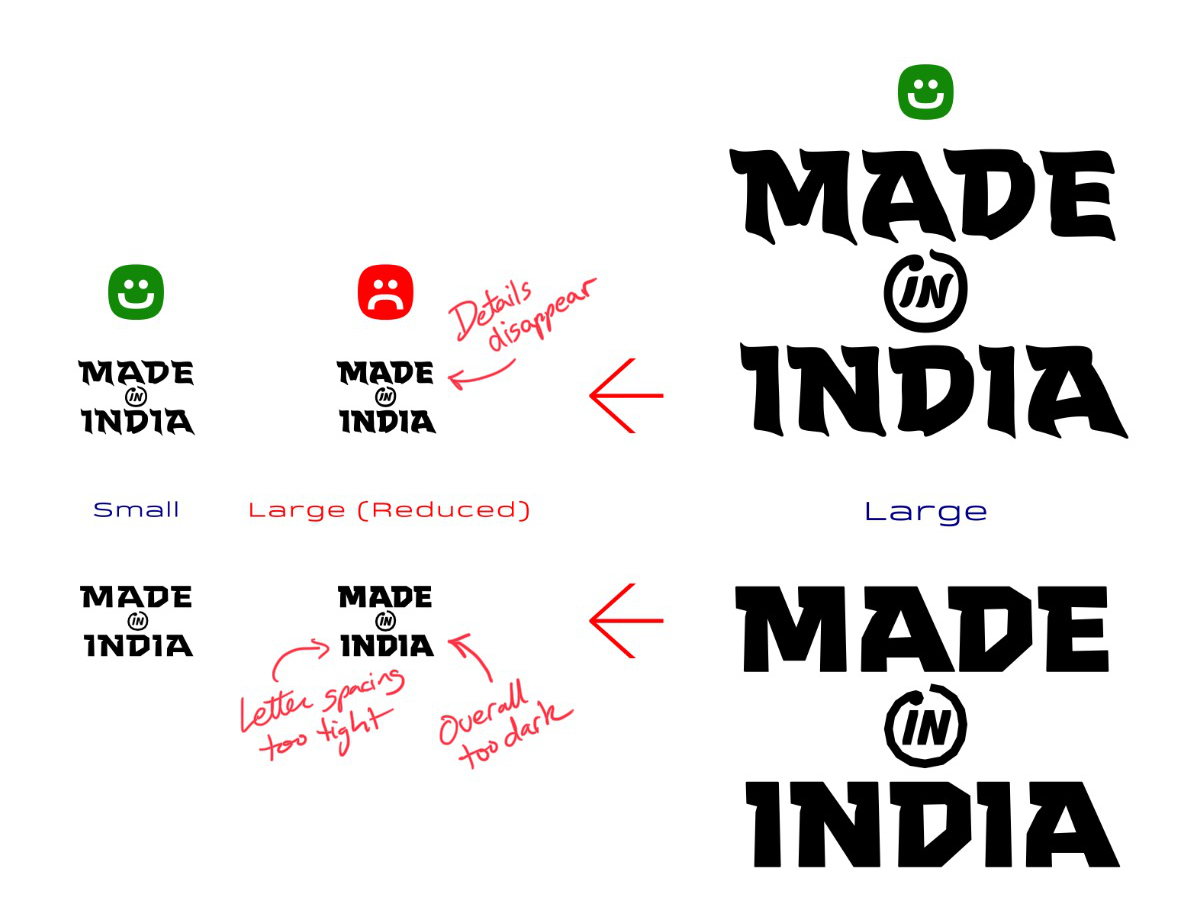 MADE
IN
INDIA
MADE
IN
INDIA
Details
disappear
MADE
IN
INDIA
Small
Large (Reduced)
Large
MADE
IN
INDIA
MADE
IN
INDIA
Letter spacing
too tight
Overall
too dark
MADE
IN
INDIA